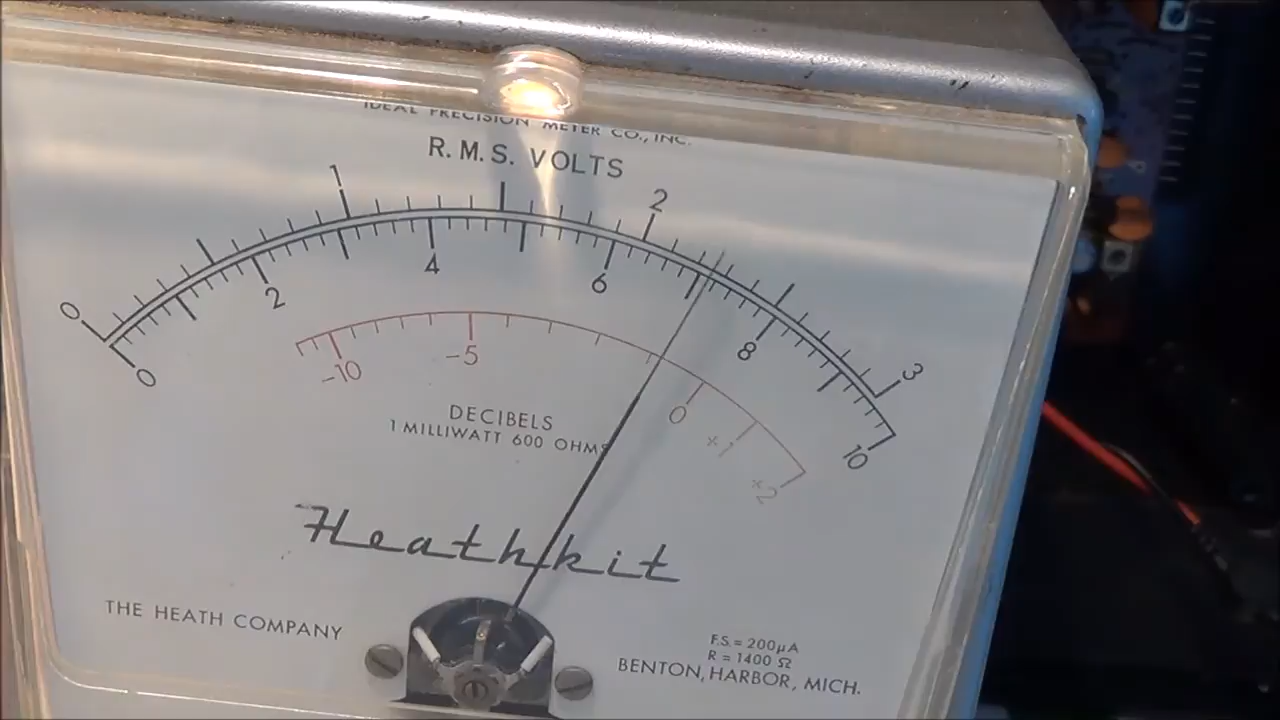 IDEAL PRECISION METER CO., INC.
R.M.S. VOLTS
0 1 2 3
0 2 4 6 8 10
-10 -5 0 +1 +2
DECIBELS
1 MILLIWATT 600 OHMS
Heathkit
THE HEATH COMPANY
F.S. = 200µA
R = 1400 Ω
BENTON, HARBOR, MICH.